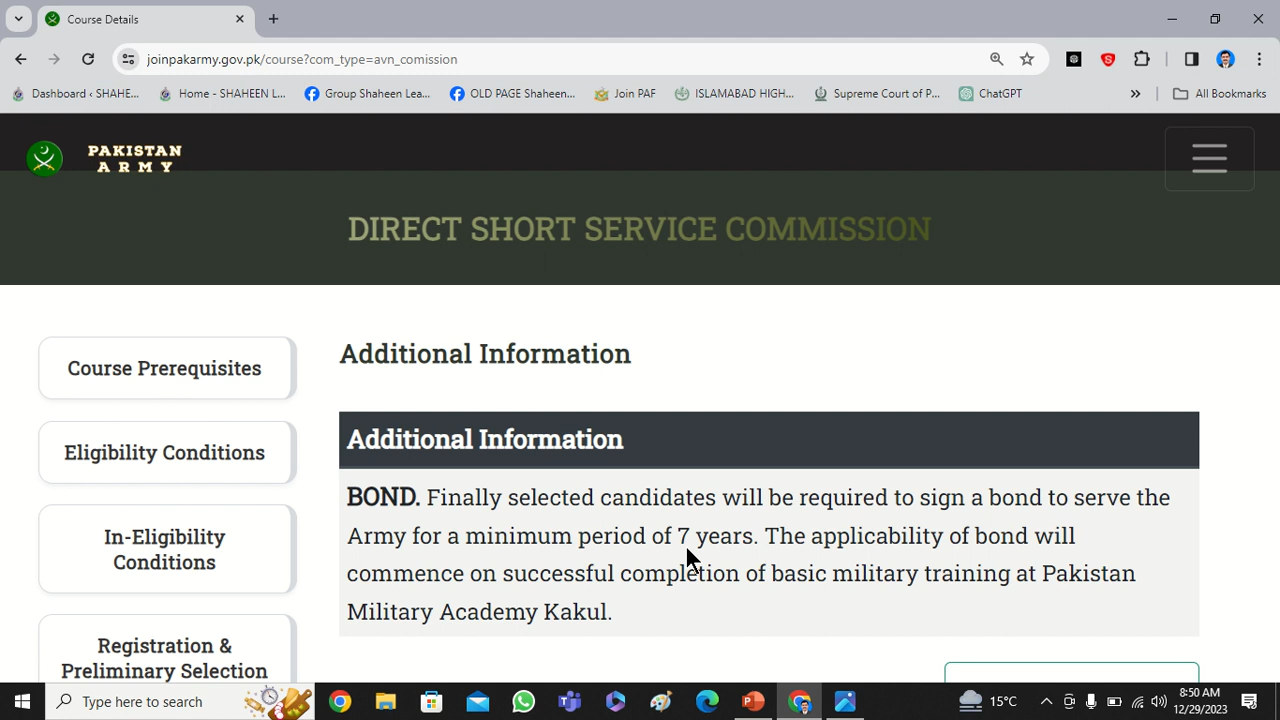 Course Details
joinpakarmy.gov.pk/course?com_type=avn_comission
Dashboard ‹ SHAHE...
Home - SHAHEEN L...
Group Shaheen Lea...
OLD PAGE Shaheen...
Join PAF
ISLAMABAD HIGH...
Supreme Court of P...
ChatGPT
All Bookmarks
PAKISTAN
ARMY
DIRECT SHORT SERVICE COMMISSION
Course Prerequisites
Eligibility Conditions
In-Eligibility
Conditions
Registration &
Preliminary Selection
Additional Information
Additional Information
BOND. Finally selected candidates will be required to sign a bond to serve the
Army for a minimum period of 7 years. The applicability of bond will
commence on successful completion of basic military training at Pakistan
Military Academy Kakul.
Type here to search
15°C
8:50 AM
12/29/2023